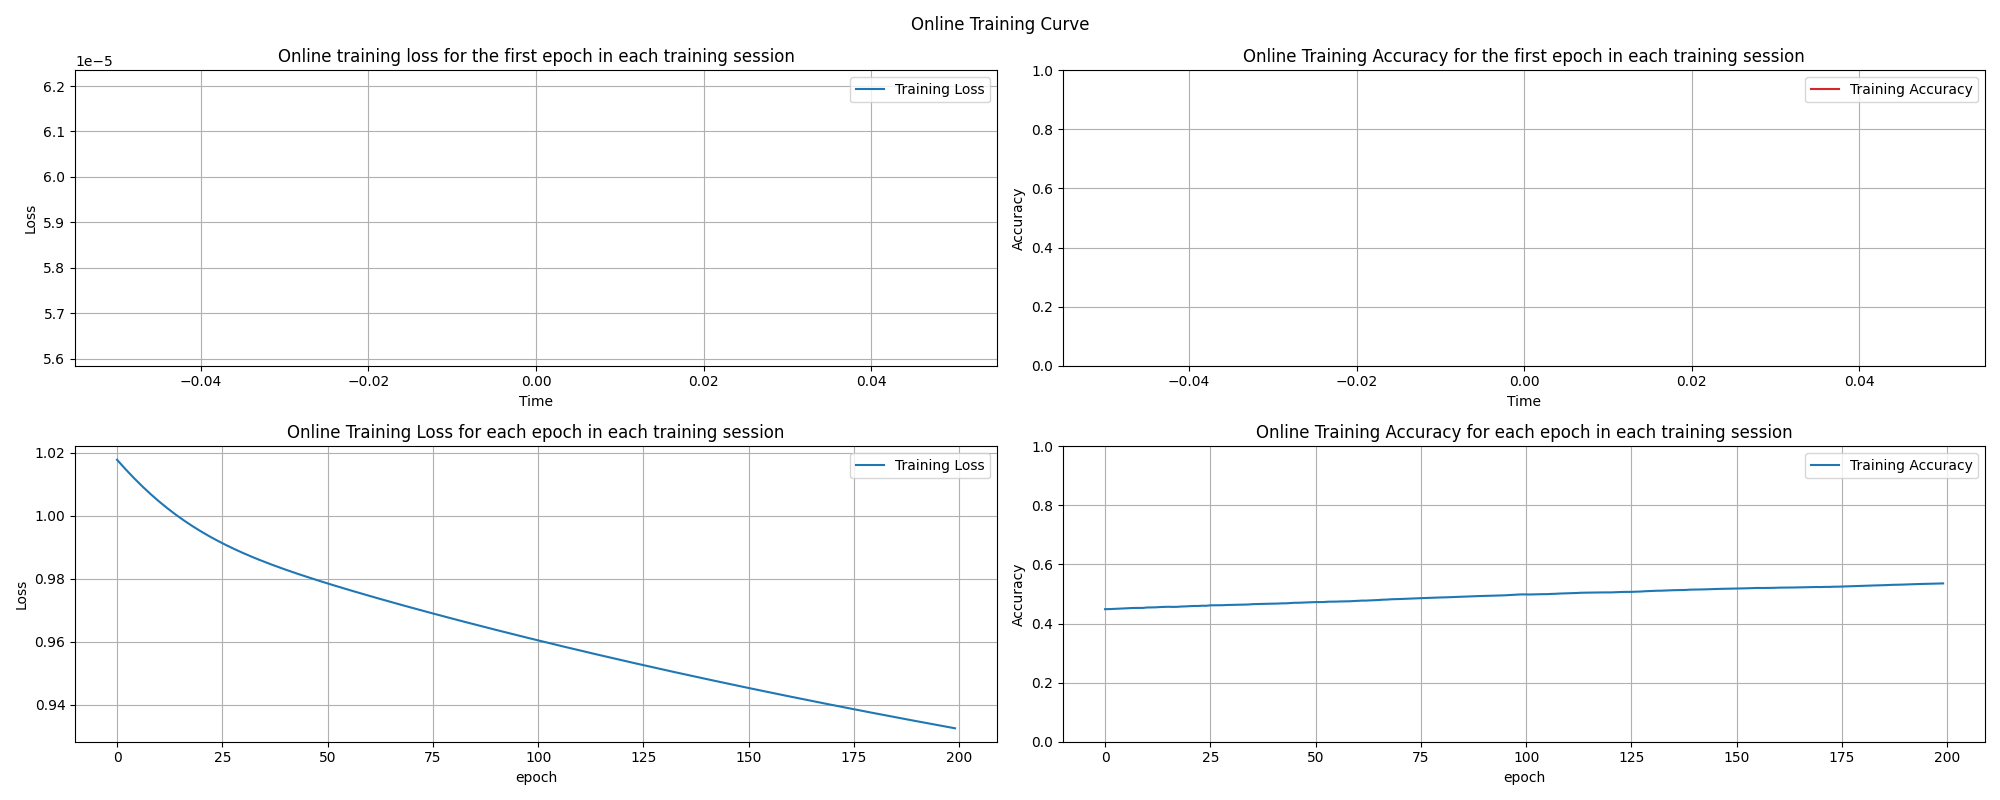 Online Training Curve
Online training loss for the first epoch in each training session
1e−5
6.2
6.1
6.0
5.9
5.8
5.7
5.6
Loss
Training Loss
−0.04 −0.02 0.00 0.02 0.04
Time
Online Training Accuracy for the first epoch in each training session
1.0
0.8
0.6
0.4
0.2
0.0
Accuracy
Training Accuracy
−0.04 −0.02 0.00 0.02 0.04
Time
Online Training Loss for each epoch in each training session
1.02
1.00
0.98
0.96
0.94
Loss
Training Loss
0 25 50 75 100 125 150 175 200
epoch
Online Training Accuracy for each epoch in each training session
1.0
0.8
0.6
0.4
0.2
0.0
Accuracy
Training Accuracy
0 25 50 75 100 125 150 175 200
epoch